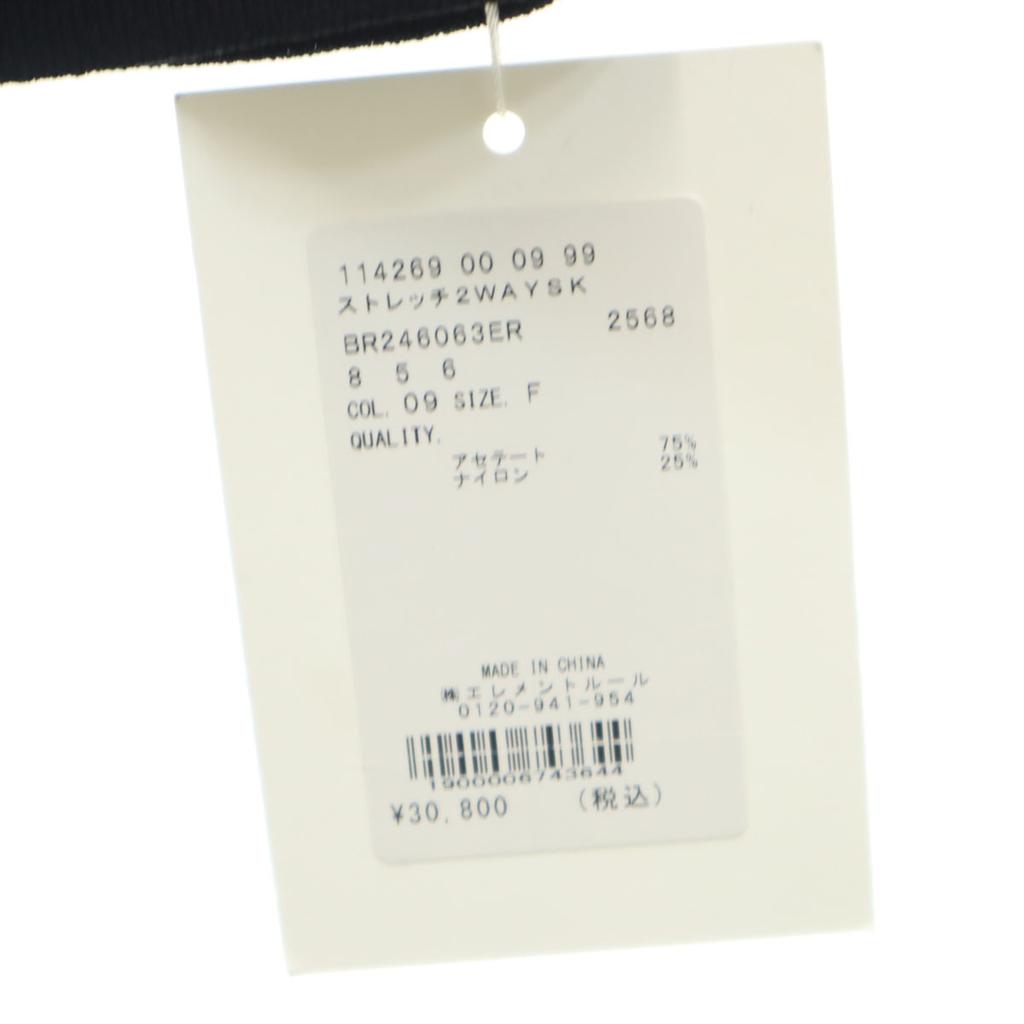 114269 00 09 99
ストレッチ2WAYSK
BR246063ER 2568
8 5 6
COL. 09 SIZE. F
QUALITY.
アセテート 75%
ナイロン 25%
MADE IN CHINA
㈱エレメントルール
0120-941-954
1900006743644
¥30,800 (税込)